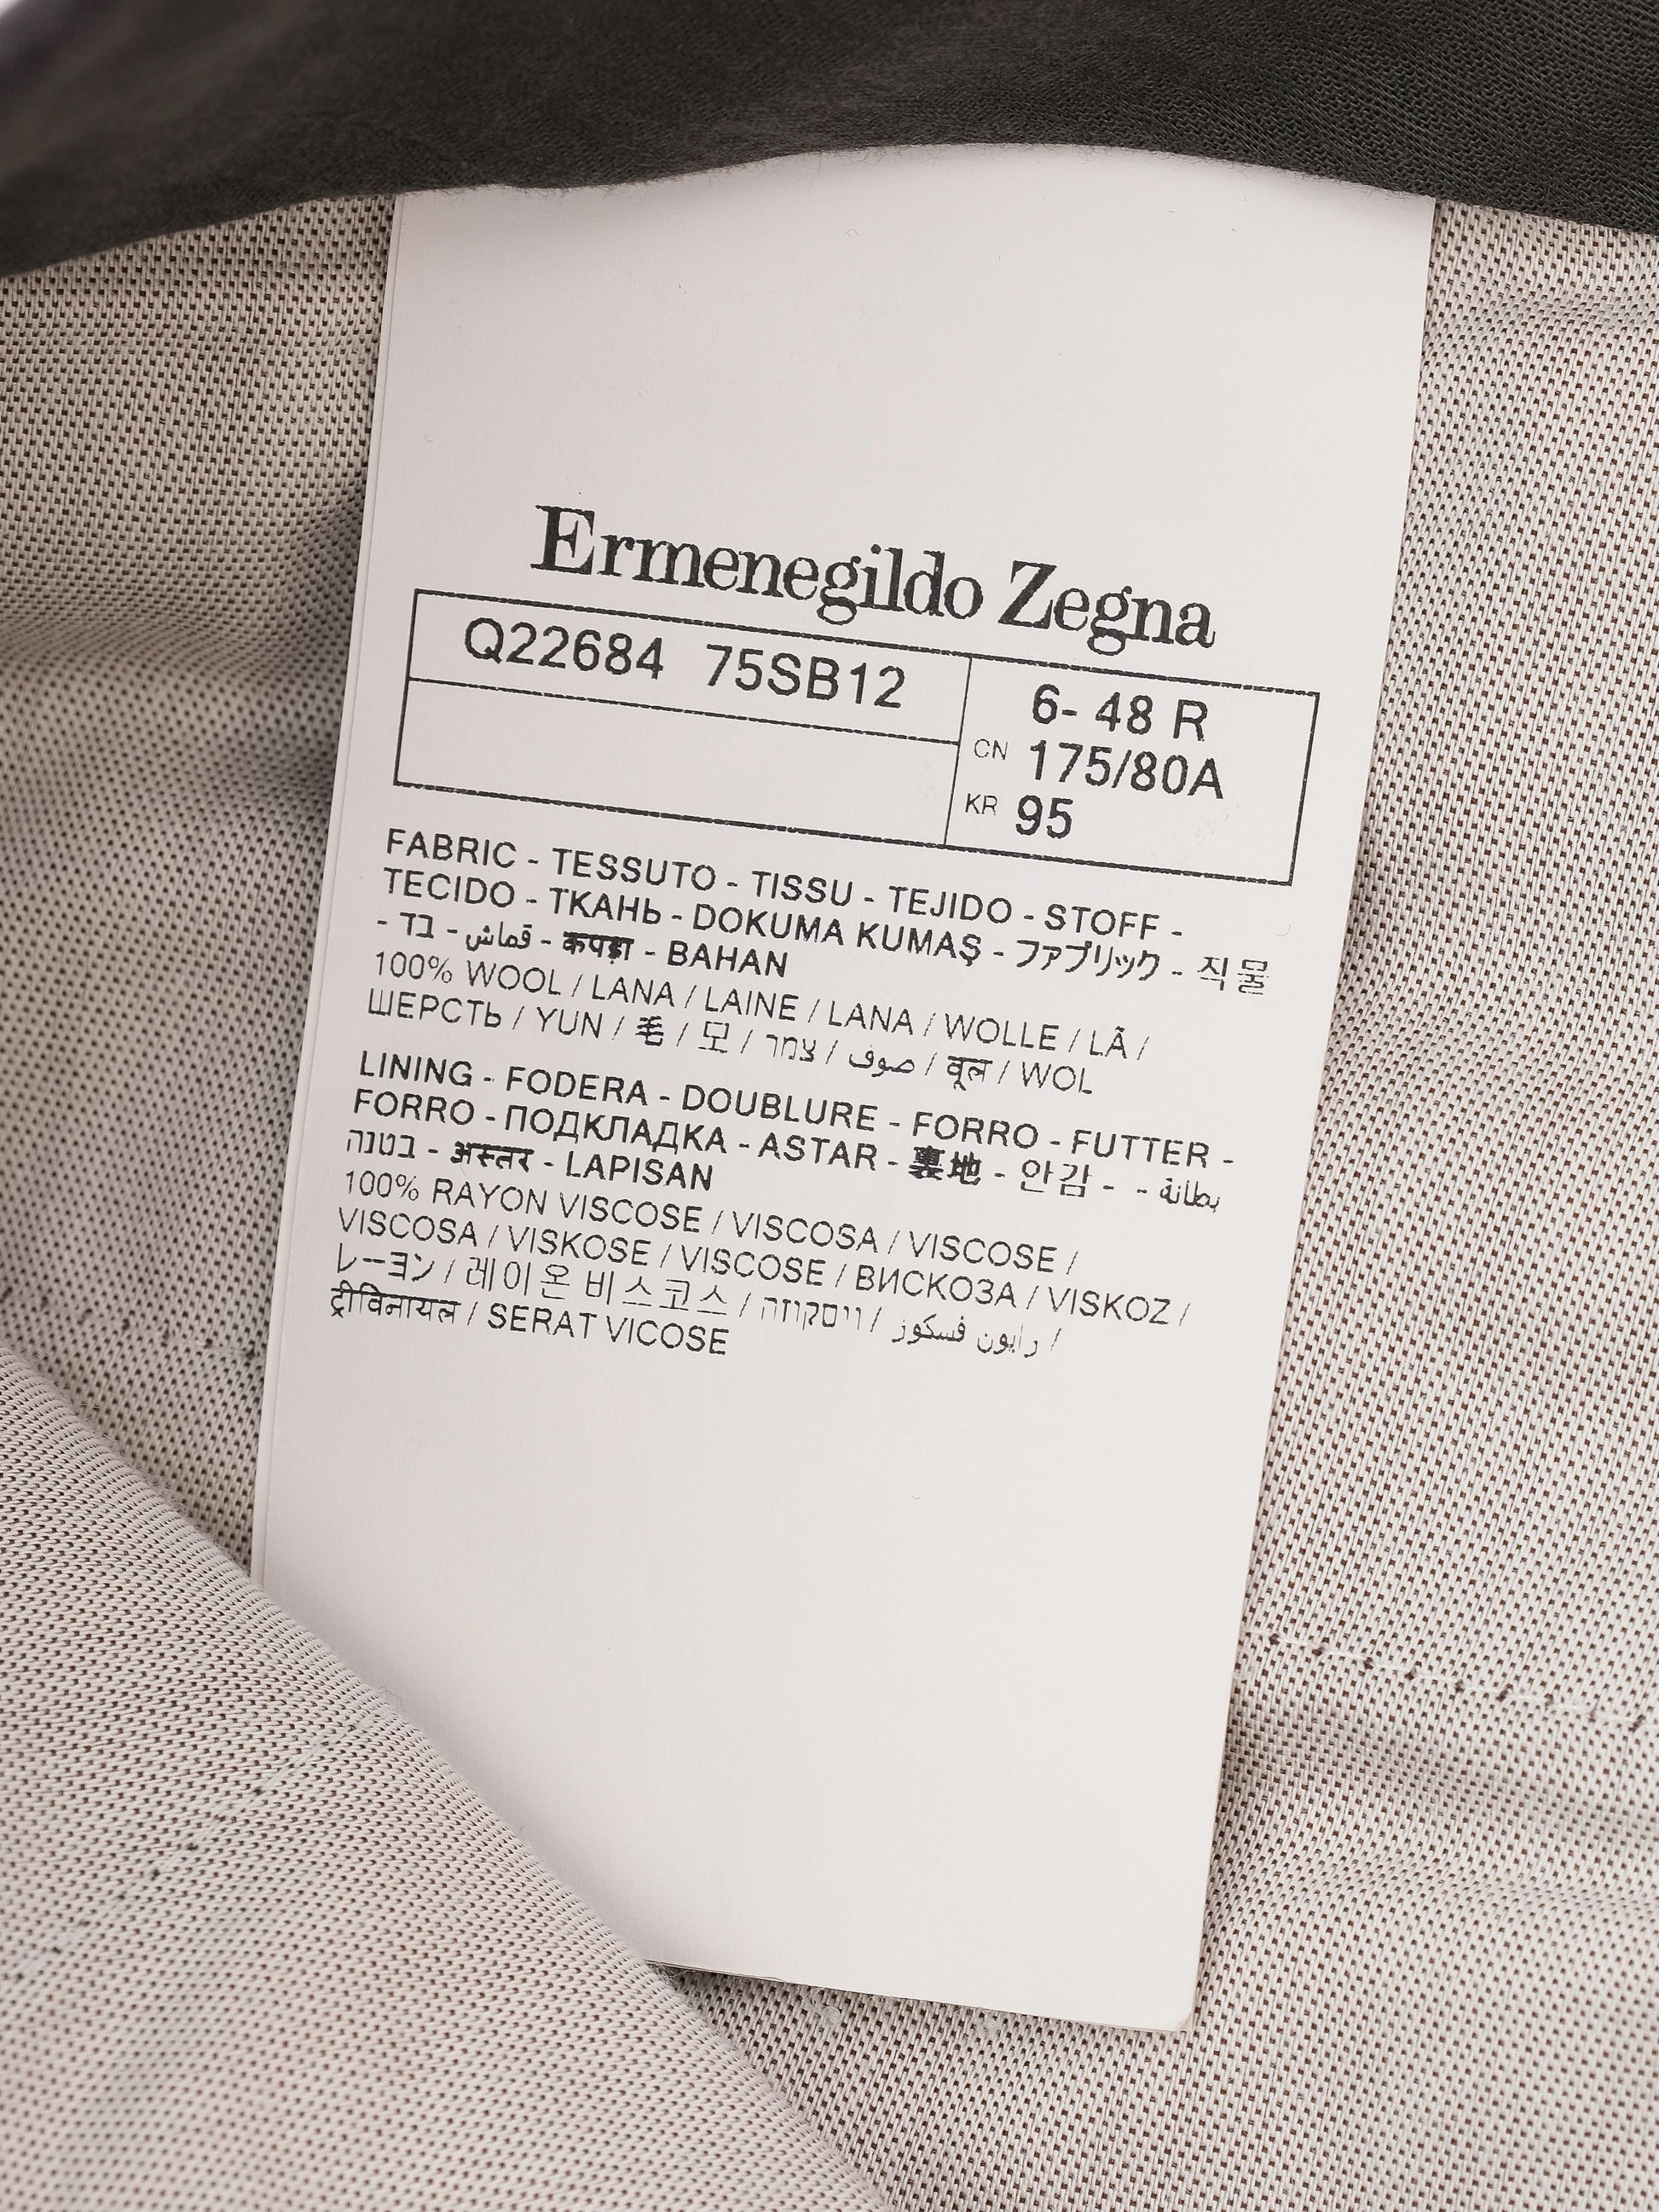 Ermenegildo Zegna
Q22684 75SB12
6- 48 R
CN 175/80A
KR 95
FABRIC - TESSUTO - TISSU - TEJIDO - STOFF -
TECIDO - ТКАНЬ - DOKUMA KUMAŞ - ファブリック - 직물
- בד - قماش - कपड़ा - BAHAN
100% WOOL / LANA / LAINE / LANA / WOLLE / LÃ /
ШЕРСТЬ / YUN / 毛 / 모 / צמר / صوف / वूल / WOL
LINING - FODERA - DOUBLURE - FORRO - FUTTER -
FORRO - ПОДКЛАДКА - ASTAR - 裏地 - 안감 - - بطانة
בטנה - अस्तर - LAPISAN
100% RAYON VISCOSE / VISCOSA / VISCOSE /
VISCOSA / VISKOSE / VISCOSE / ВИСКОЗА / VISKOZ /
レーヨン / 레이온 비스코스 / ויסקוזה / رايون فسكوز /
ट्रीविनायल / SERAT VICOSE